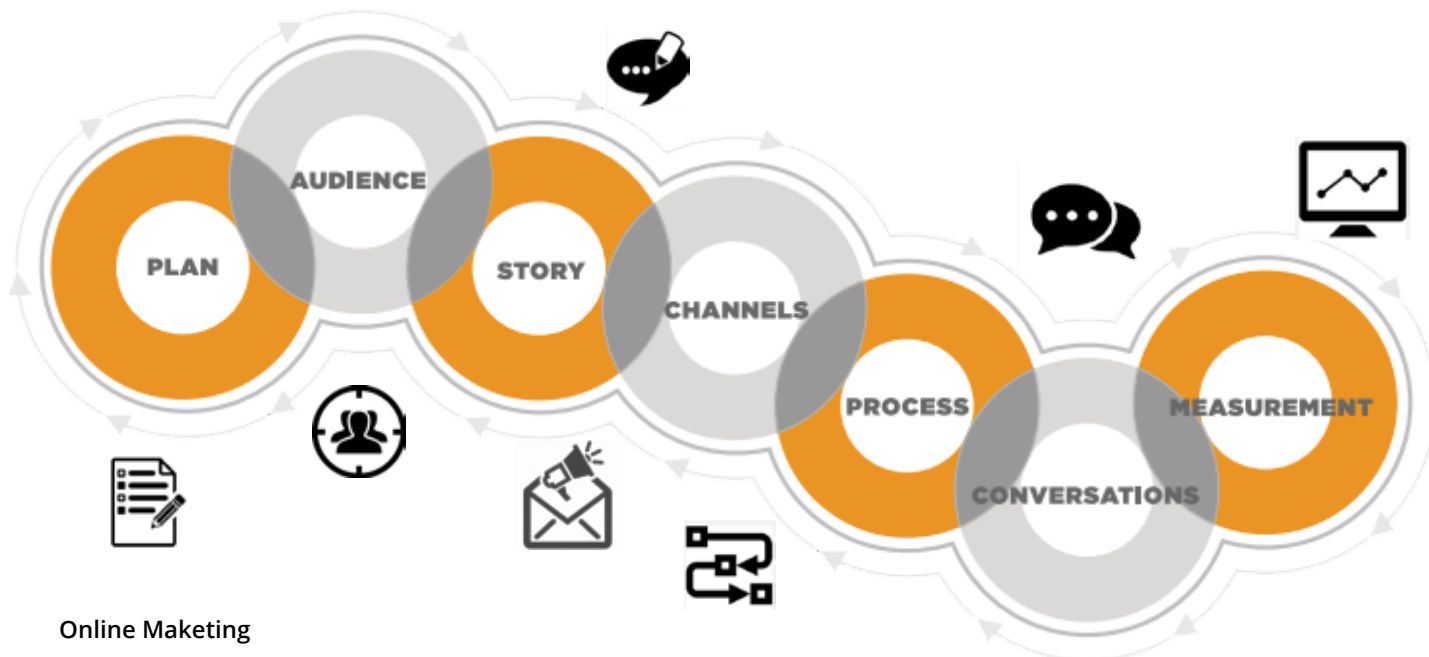 PLAN
AUDIENCE
STORY
CHANNELS
PROCESS
CONVERSATIONS
MEASUREMENT
Online Maketing